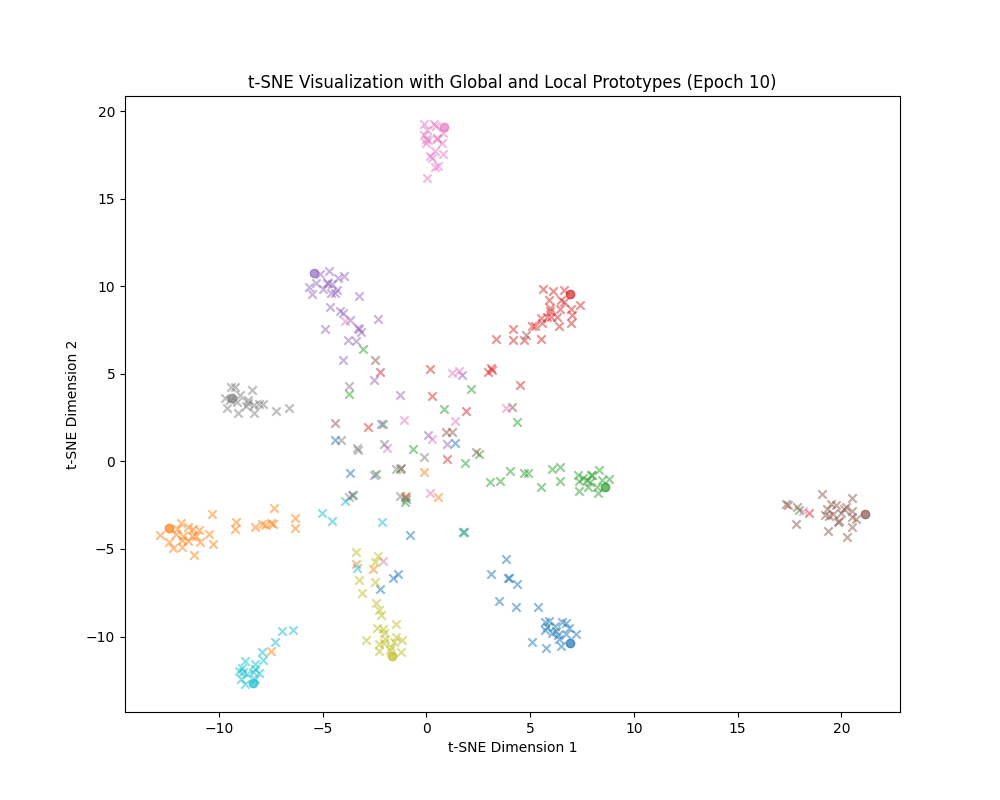 t-SNE Visualization with Global and Local Prototypes (Epoch 10)
20
15
10
5
0
−5
−10
t-SNE Dimension 2
−10 −5 0 5 10 15 20
t-SNE Dimension 1